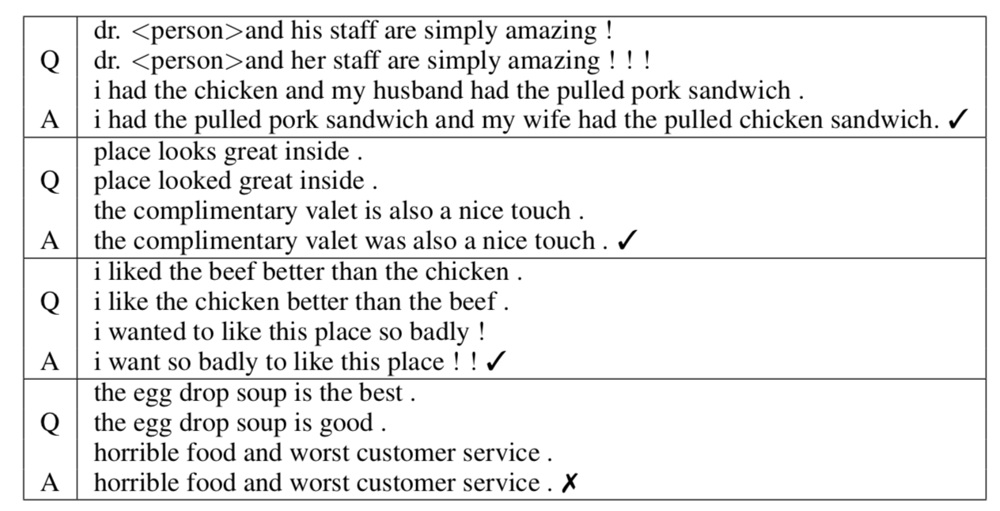 dr. <person>and his staff are simply amazing !
Q dr. <person>and her staff are simply amazing ! ! !
i had the chicken and my husband had the pulled pork sandwich .
A i had the pulled pork sandwich and my wife had the pulled chicken sandwich. ✓
place looks great inside .
Q place looked great inside .
the complimentary valet is also a nice touch .
A the complimentary valet was also a nice touch . ✓
i liked the beef better than the chicken .
Q i like the chicken better than the beef .
i wanted to like this place so badly !
A i want so badly to like this place ! ! ✓
the egg drop soup is the best .
Q the egg drop soup is good .
horrible food and worst customer service .
A horrible food and worst customer service . ✗